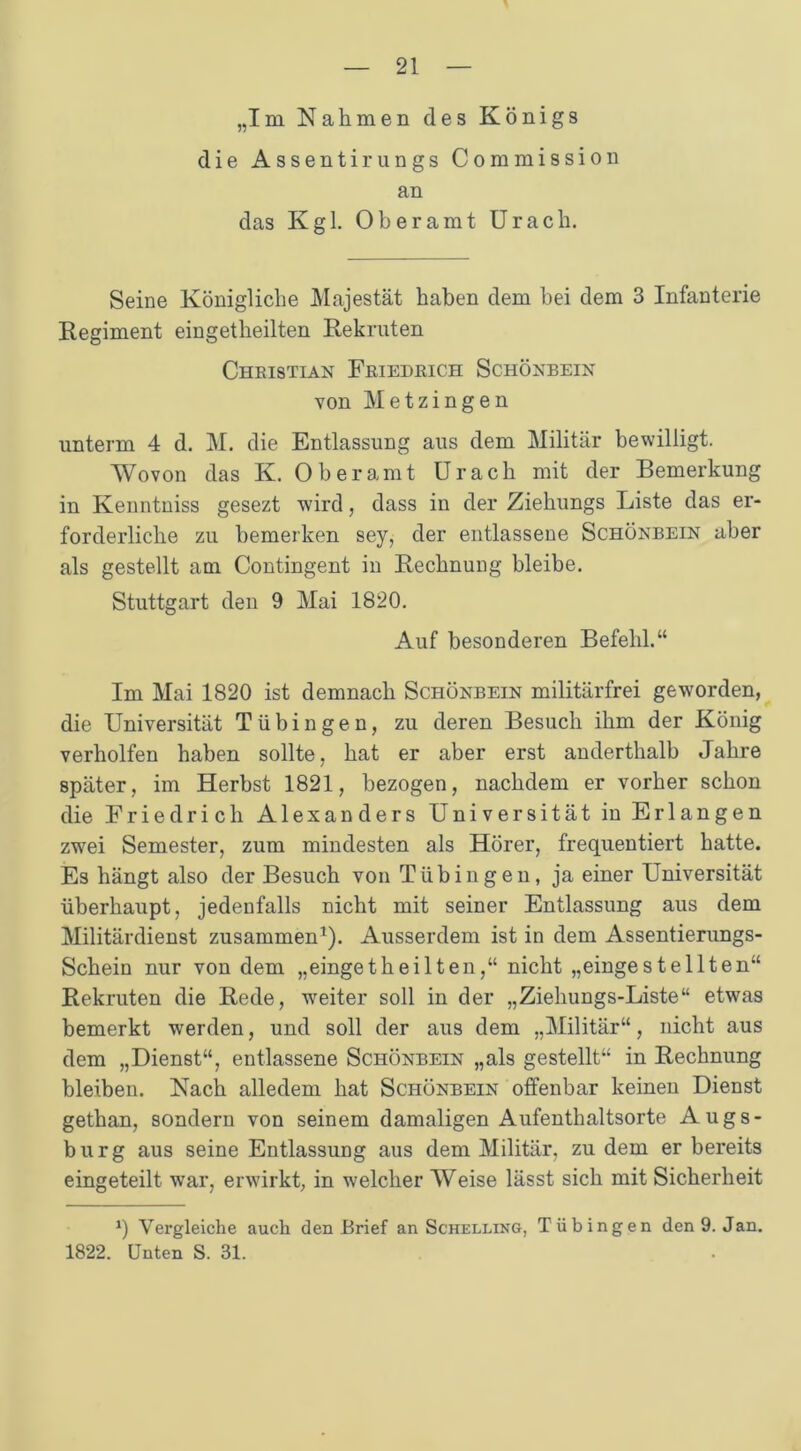 — 21 —
„Im Nahmen des Königs
die Assentirungs Commission
an
das Kgl. Oberamt Urach.
Seine Königliche Majestät haben dem bei dem 3 Infanterie
Regiment eingetheilten Rekruten
Christian Friedrich Schönbein
von Metzingen
unterm 4 d. M. die Entlassung aus dem Militär bewilligt.
Wovon das K. Oberamt Urach mit der Bemerkung
in Kenntniss gesezt wird, dass in der Ziehungs Liste das er-
forderliche zu bemerken sey, der entlassene Schönbein aber
als gestellt am Contingent in Rechnung bleibe.
Stuttgart den 9 Mai 1820.
Auf besonderen Befehl.“
Im Mai 1820 ist demnach Schönbein militärfrei geworden,
die Universität Tübingen, zu deren Besuch ihm der König
verholfen haben sollte, hat er aber erst anderthalb Jahre
später, im Herbst 1821, bezogen, nachdem er vorher schon
die Friedrich Alexanders Universität in Erlangen
zwei Semester, zum mindesten als Hörer, frequentiert hatte.
Es hängt also der Besuch von Tübingen, ja einer Universität
überhaupt, jedenfalls nicht mit seiner Entlassung aus dem
Militärdienst zusammen¹). Ausserdem ist in dem Assentierungs-
Schein nur von dem „eingetheilten,“ nicht „eingestellten“
Rekruten die Rede, weiter soll in der „Ziehungs-Liste“ etwas
bemerkt werden, und soll der aus dem „Militär“, nicht aus
dem „Dienst“, entlassene Schönbein „als gestellt“ in Rechnung
bleiben. Nach alledem hat Schönbein offenbar keinen Dienst
gethan, sondern von seinem damaligen Aufenthaltsorte Augs-
burg aus seine Entlassung aus dem Militär, zu dem er bereits
eingeteilt war, erwirkt, in welcher Weise lässt sich mit Sicherheit
¹) Vergleiche auch den Brief an Schelling, Tübingen den 9. Jan.
1822. Unten S. 31.